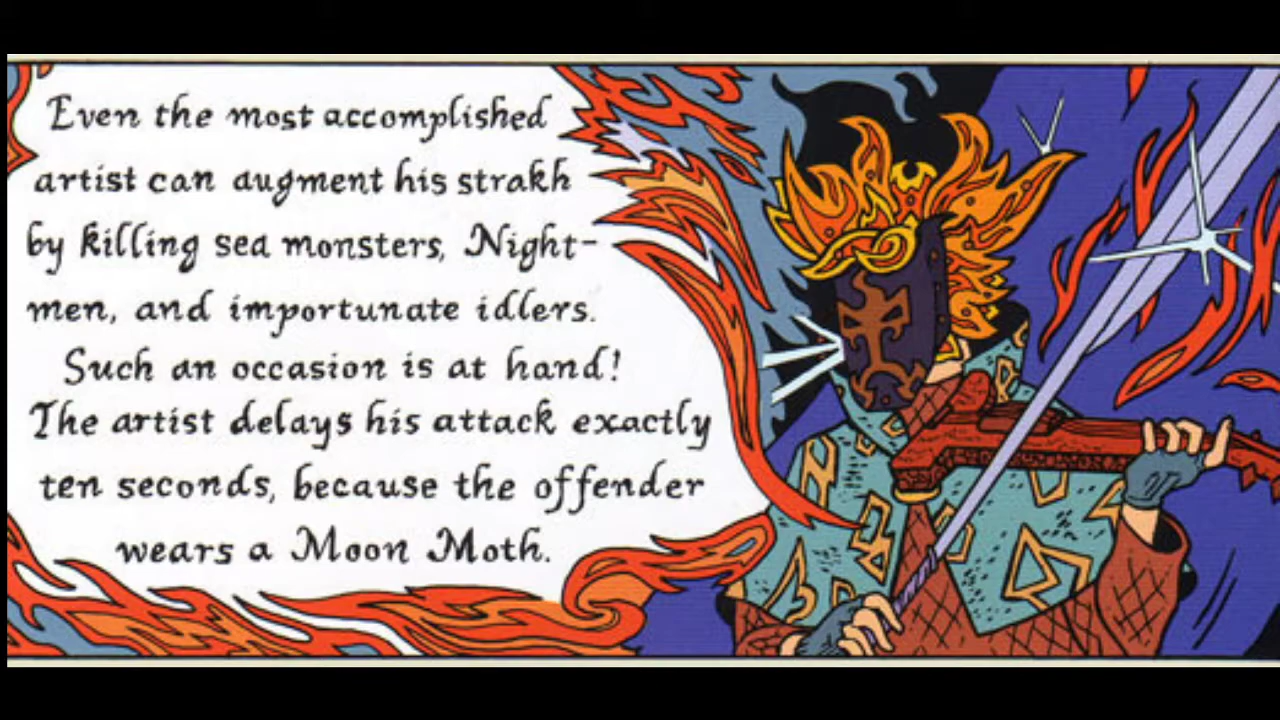 Even the most accomplished
artist can augment his strakh
by killing sea monsters, Night-
men, and importunate idlers.
Such an occasion is at hand!
The artist delays his attack exactly
ten seconds, because the offender
wears a Moon Moth.